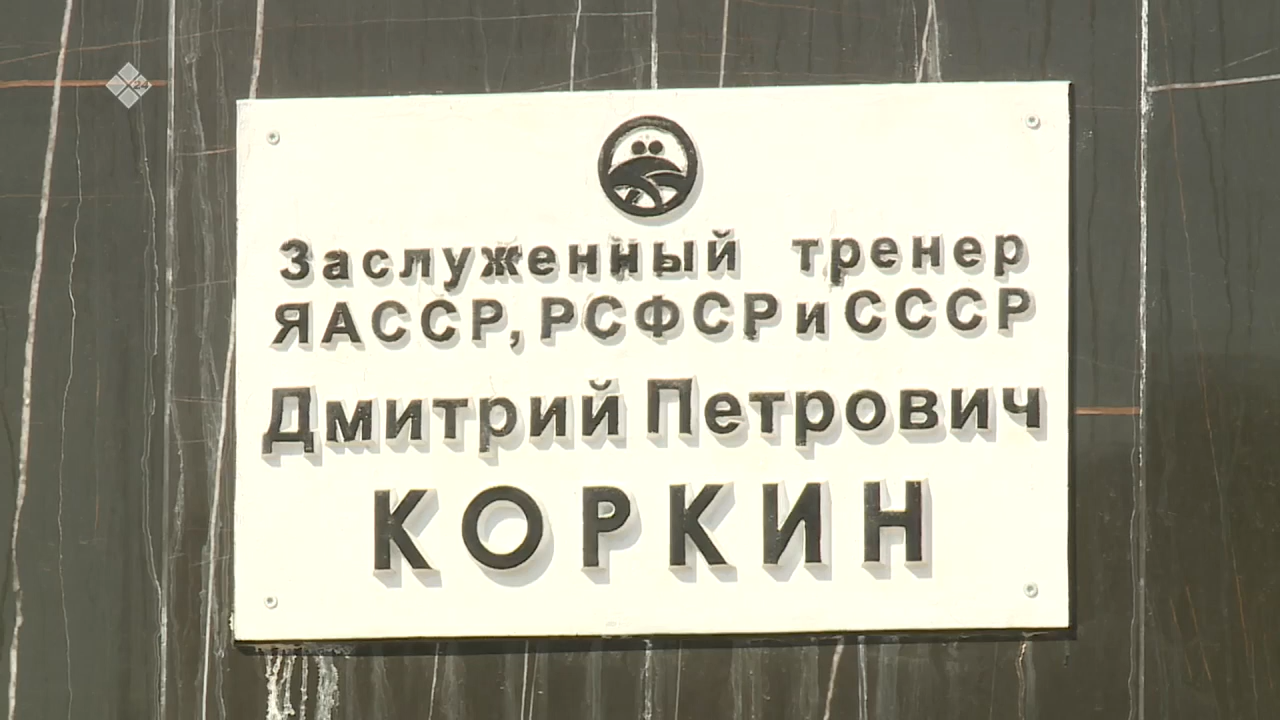 Заслуженный тренер
ЯАССР, РСФСР и СССР
Дмитрий Петрович
КОРКИН